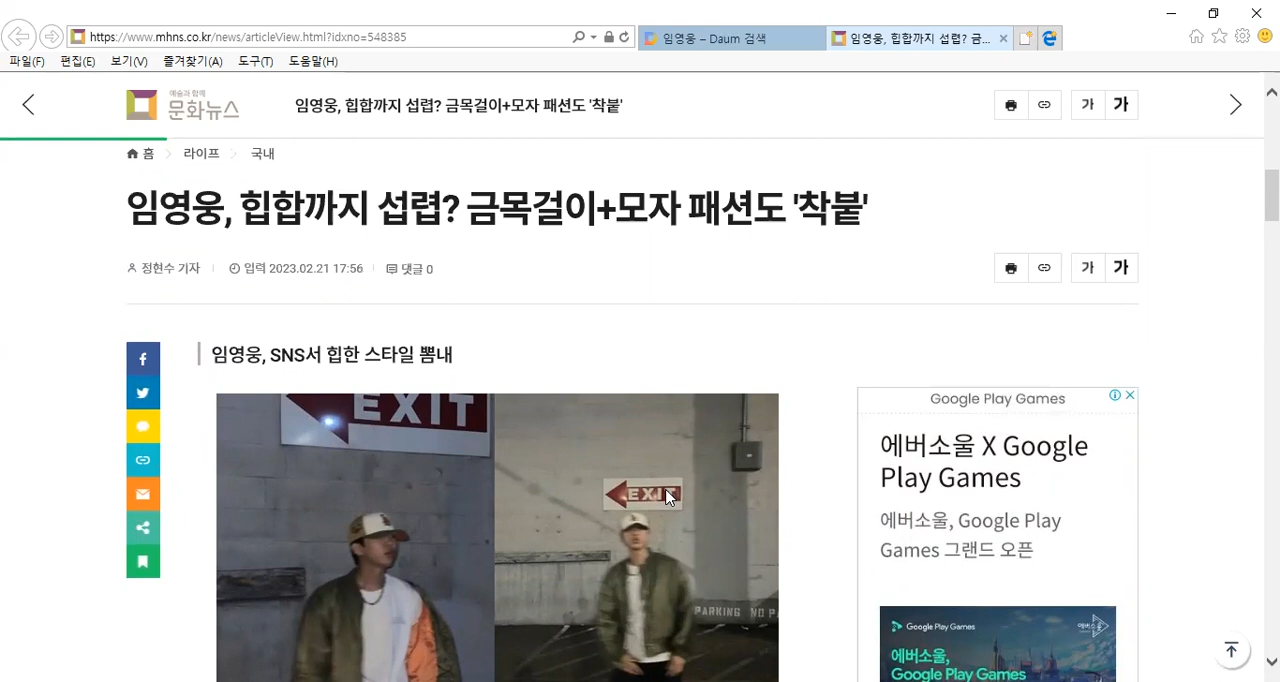 https://www.mhns.co.kr/news/articleView.html?idxno=548385
임영웅 – Daum 검색
임영웅, 힙합까지 섭렵? 금...
파일(F) 편집(E) 보기(V) 즐겨찾기(A) 도구(T) 도움말(H)
예술과 함께
문화뉴스
임영웅, 힙합까지 섭렵? 금목걸이+모자 패션도 '착붙'
가 가
홈 라이프 국내
임영웅, 힙합까지 섭렵? 금목걸이+모자 패션도 '착붙'
정현수 기자 입력 2023.02.21 17:56 댓글 0
가 가
임영웅, SNS서 힙한 스타일 뽐내
EXIT
EXIT
PARKING NO P
Google Play Games
에버소울 X Google
Play Games
에버소울, Google Play
Games 그랜드 오픈
Google Play Games
에버소울
에버소울,
Google Play Games